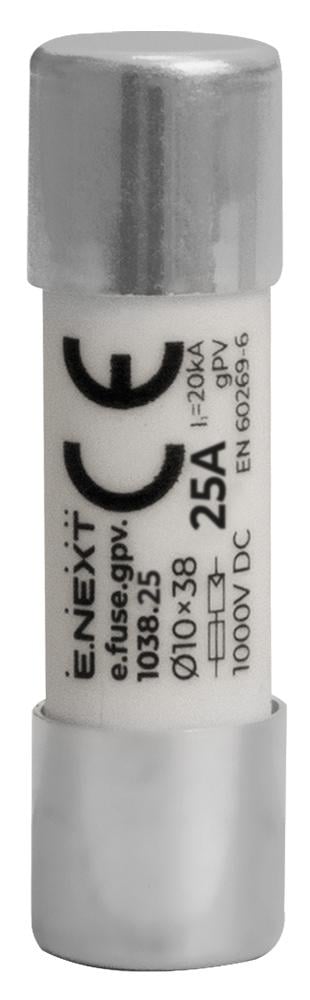 E.NEXT
e.fuse.gpv.
1038.25
CE
Ø10×38
25A
1000V DC
I₁=20kA
gPV
EN 60269-6